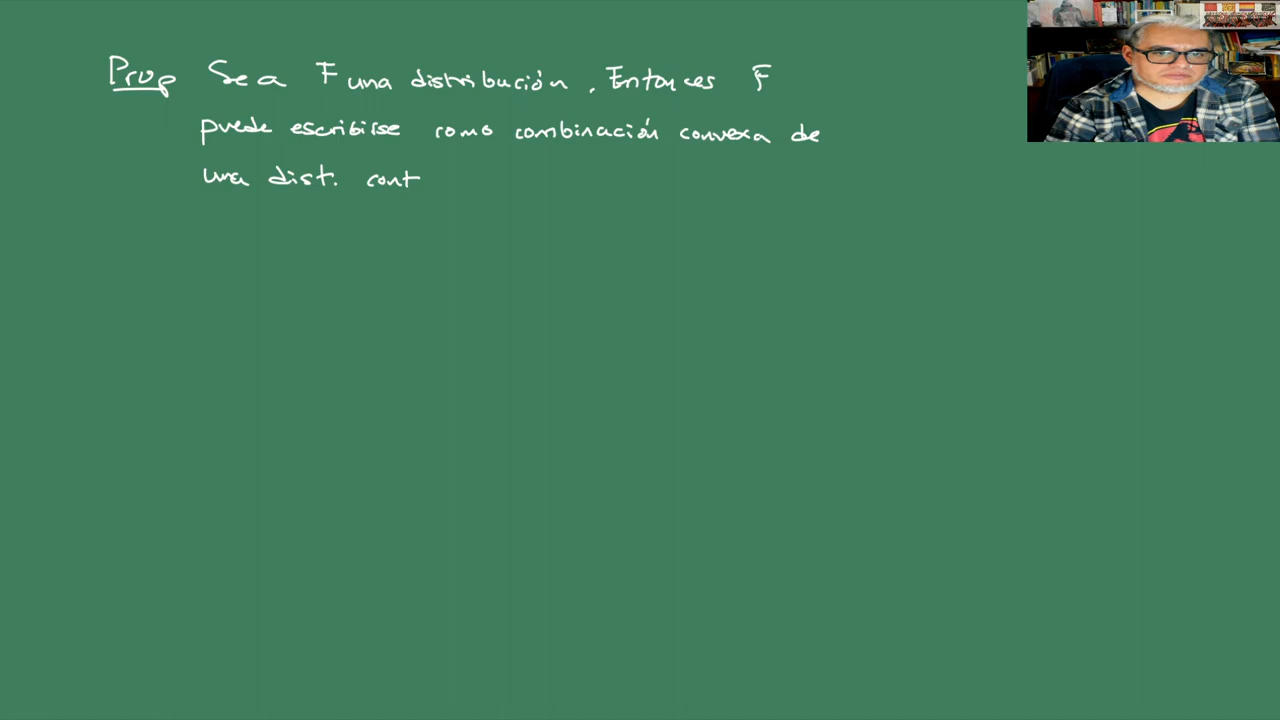 Prop Sea F una distribución. Entonces F
puede escribirse como combinación convexa de
una dist. cont